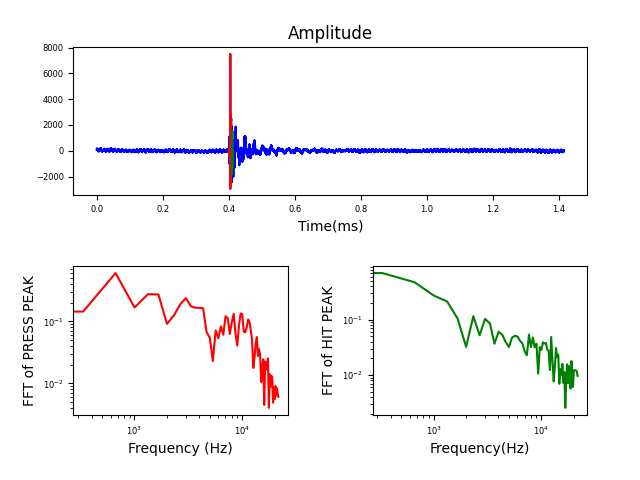 Amplitude
8000
6000
4000
2000
0
−2000
0.0 0.2 0.4 0.6 0.8 1.0 1.2 1.4
Time(ms)
FFT of PRESS PEAK
10⁻¹
10⁻²
10³ 10⁴
Frequency (Hz)
FFT of HIT PEAK
10⁻¹
10⁻²
10³ 10⁴
Frequency(Hz)